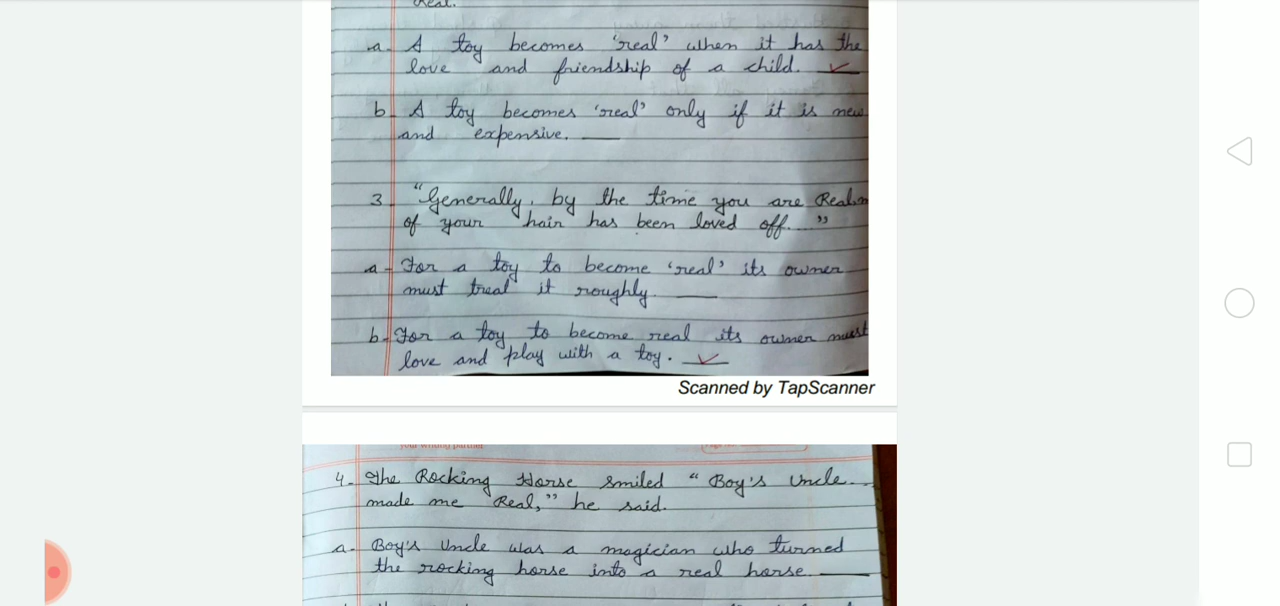 Real.
a- A toy becomes 'real' when it has the
love and friendship of a child. ✓
b A toy becomes 'real' only if it is new
and expensive.
3 "Generally, by the time you are Real,
of your hair has been loved off...."
a- For a toy to become 'real' its owner
must treat it roughly.
b- For a toy to become real its owner must
love and play with a toy. ✓
Scanned by TapScanner
your writing partner
4- The Rocking Horse smiled "Boy's Uncle
made me Real," he said.
a- Boy's Uncle was a magician who turned
the rocking horse into a real horse.